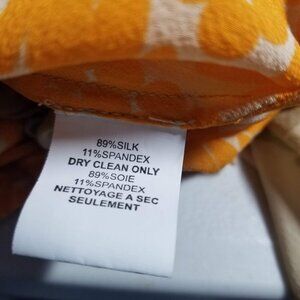 89%SILK
11%SPANDEX
DRY CLEAN ONLY
89%SOIE
11%SPANDEX
NETTOYAGE A SEC
SEULEMENT